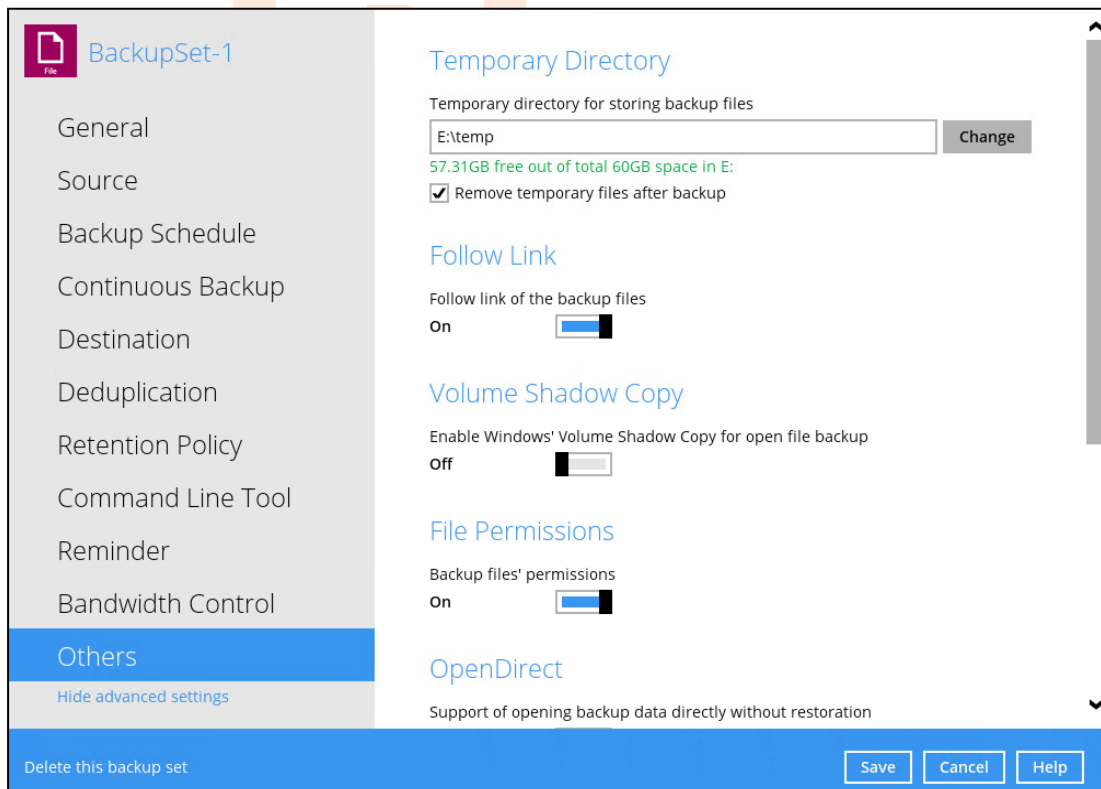 File
BackupSet-1
General
Source
Backup Schedule
Continuous Backup
Destination
Deduplication
Retention Policy
Command Line Tool
Reminder
Bandwidth Control
Others
Hide advanced settings
Temporary Directory
Temporary directory for storing backup files
E:\temp
Change
57.31GB free out of total 60GB space in E:
Remove temporary files after backup
Follow Link
Follow link of the backup files
On
Volume Shadow Copy
Enable Windows' Volume Shadow Copy for open file backup
Off
File Permissions
Backup files' permissions
On
OpenDirect
Support of opening backup data directly without restoration
Delete this backup set
Save
Cancel
Help